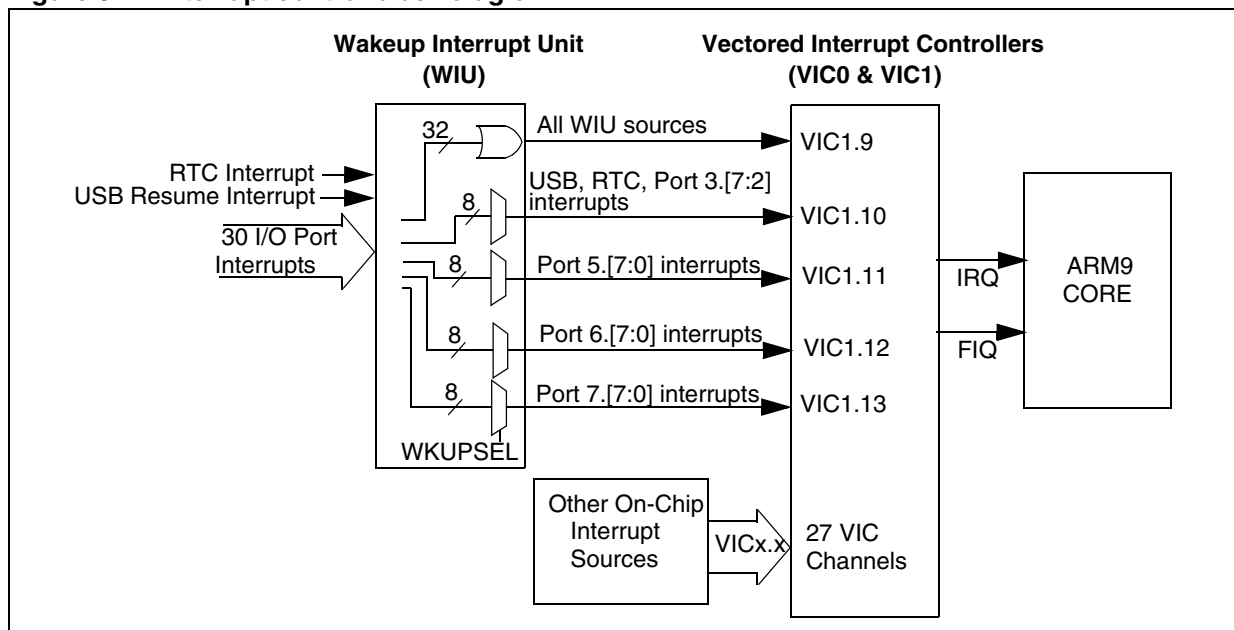 Wakeup Interrupt Unit
(WIU)
Vectored Interrupt Controllers
(VIC0 & VIC1)
32
All WIU sources
VIC1.9
RTC Interrupt
USB Resume Interrupt
USB, RTC, Port 3.[7:2]
interrupts
8
VIC1.10
30 I/O Port
Interrupts
8
Port 5.[7:0] interrupts
VIC1.11
IRQ
ARM9
CORE
8
Port 6.[7:0] interrupts
VIC1.12
FIQ
8
Port 7.[7:0] interrupts
VIC1.13
WKUPSEL
Other On-Chip
Interrupt
Sources
VICx.x
27 VIC
Channels